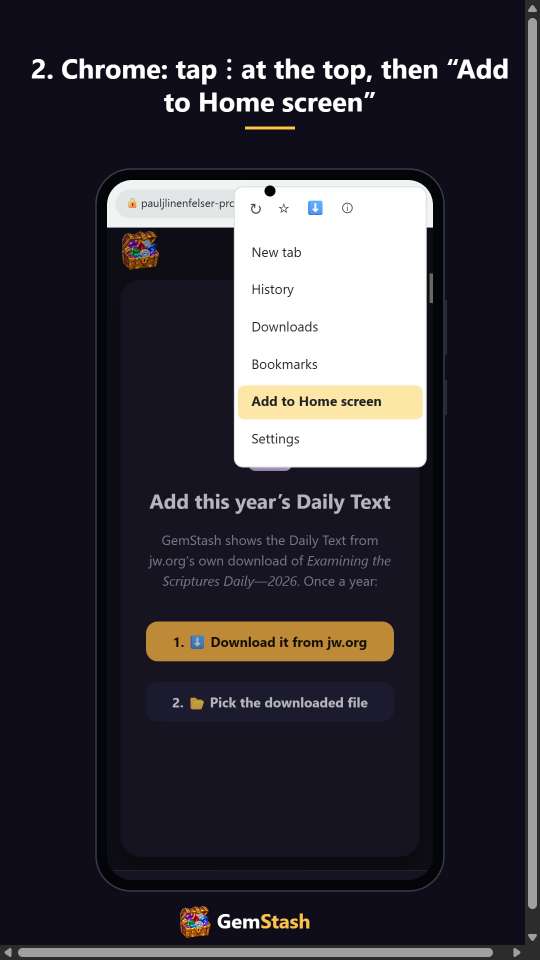 2. Chrome: tap ⋮ at the top, then “Add
to Home screen”
pauljlinenfelser-prc
New tab
History
Downloads
Bookmarks
Add to Home screen
Settings
Add this year’s Daily Text
GemStash shows the Daily Text from
jw.org’s own download of Examining the
Scriptures Daily—2026. Once a year:
1. ⬇️ Download it from jw.org
2. 📂 Pick the downloaded file
GemStash